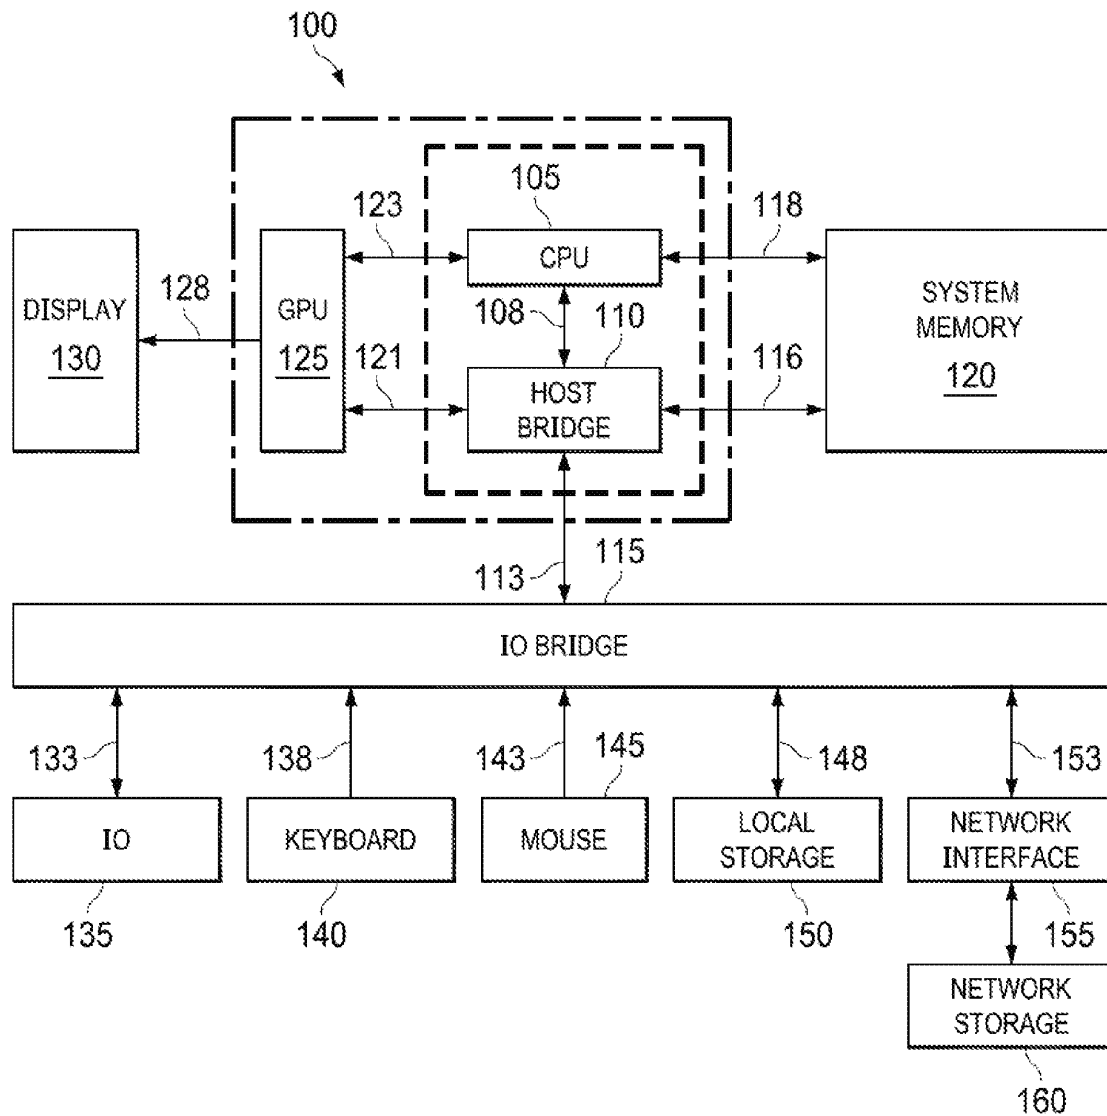 100
105
123
118
CPU
DISPLAY
130
128
GPU
125
108
110
SYSTEM
MEMORY
120
121
116
HOST
BRIDGE
113
115
IO BRIDGE
133
138
143
145
148
153
IO
KEYBOARD
MOUSE
LOCAL
STORAGE
NETWORK
INTERFACE
135
140
150
155
NETWORK
STORAGE
160